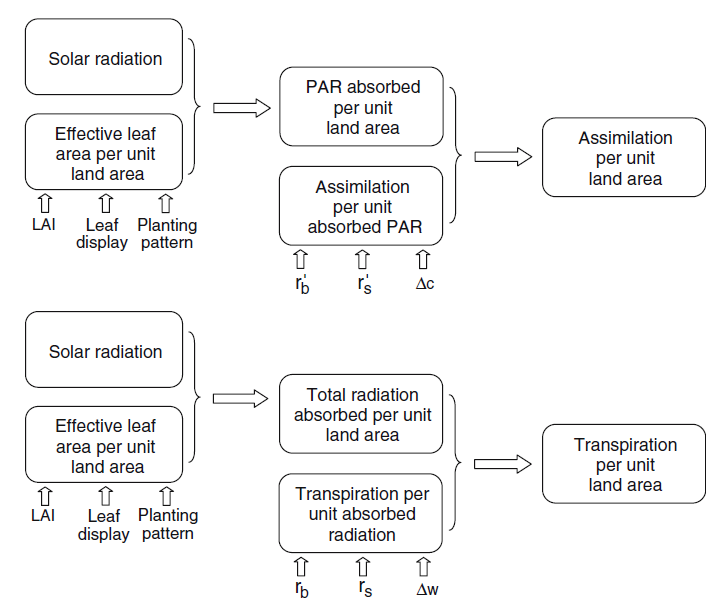 Solar radiation
Effective leaf
area per unit
land area
LAI
Leaf
display
Planting
pattern
PAR absorbed
per unit
land area
Assimilation
per unit
absorbed PAR
rb'
rs'
Δc
Assimilation
per unit
land area
Solar radiation
Effective leaf
area per unit
land area
LAI
Leaf
display
Planting
pattern
Total radiation
absorbed per unit
land area
Transpiration per
unit absorbed
radiation
rb
rs
Δw
Transpiration
per unit
land area